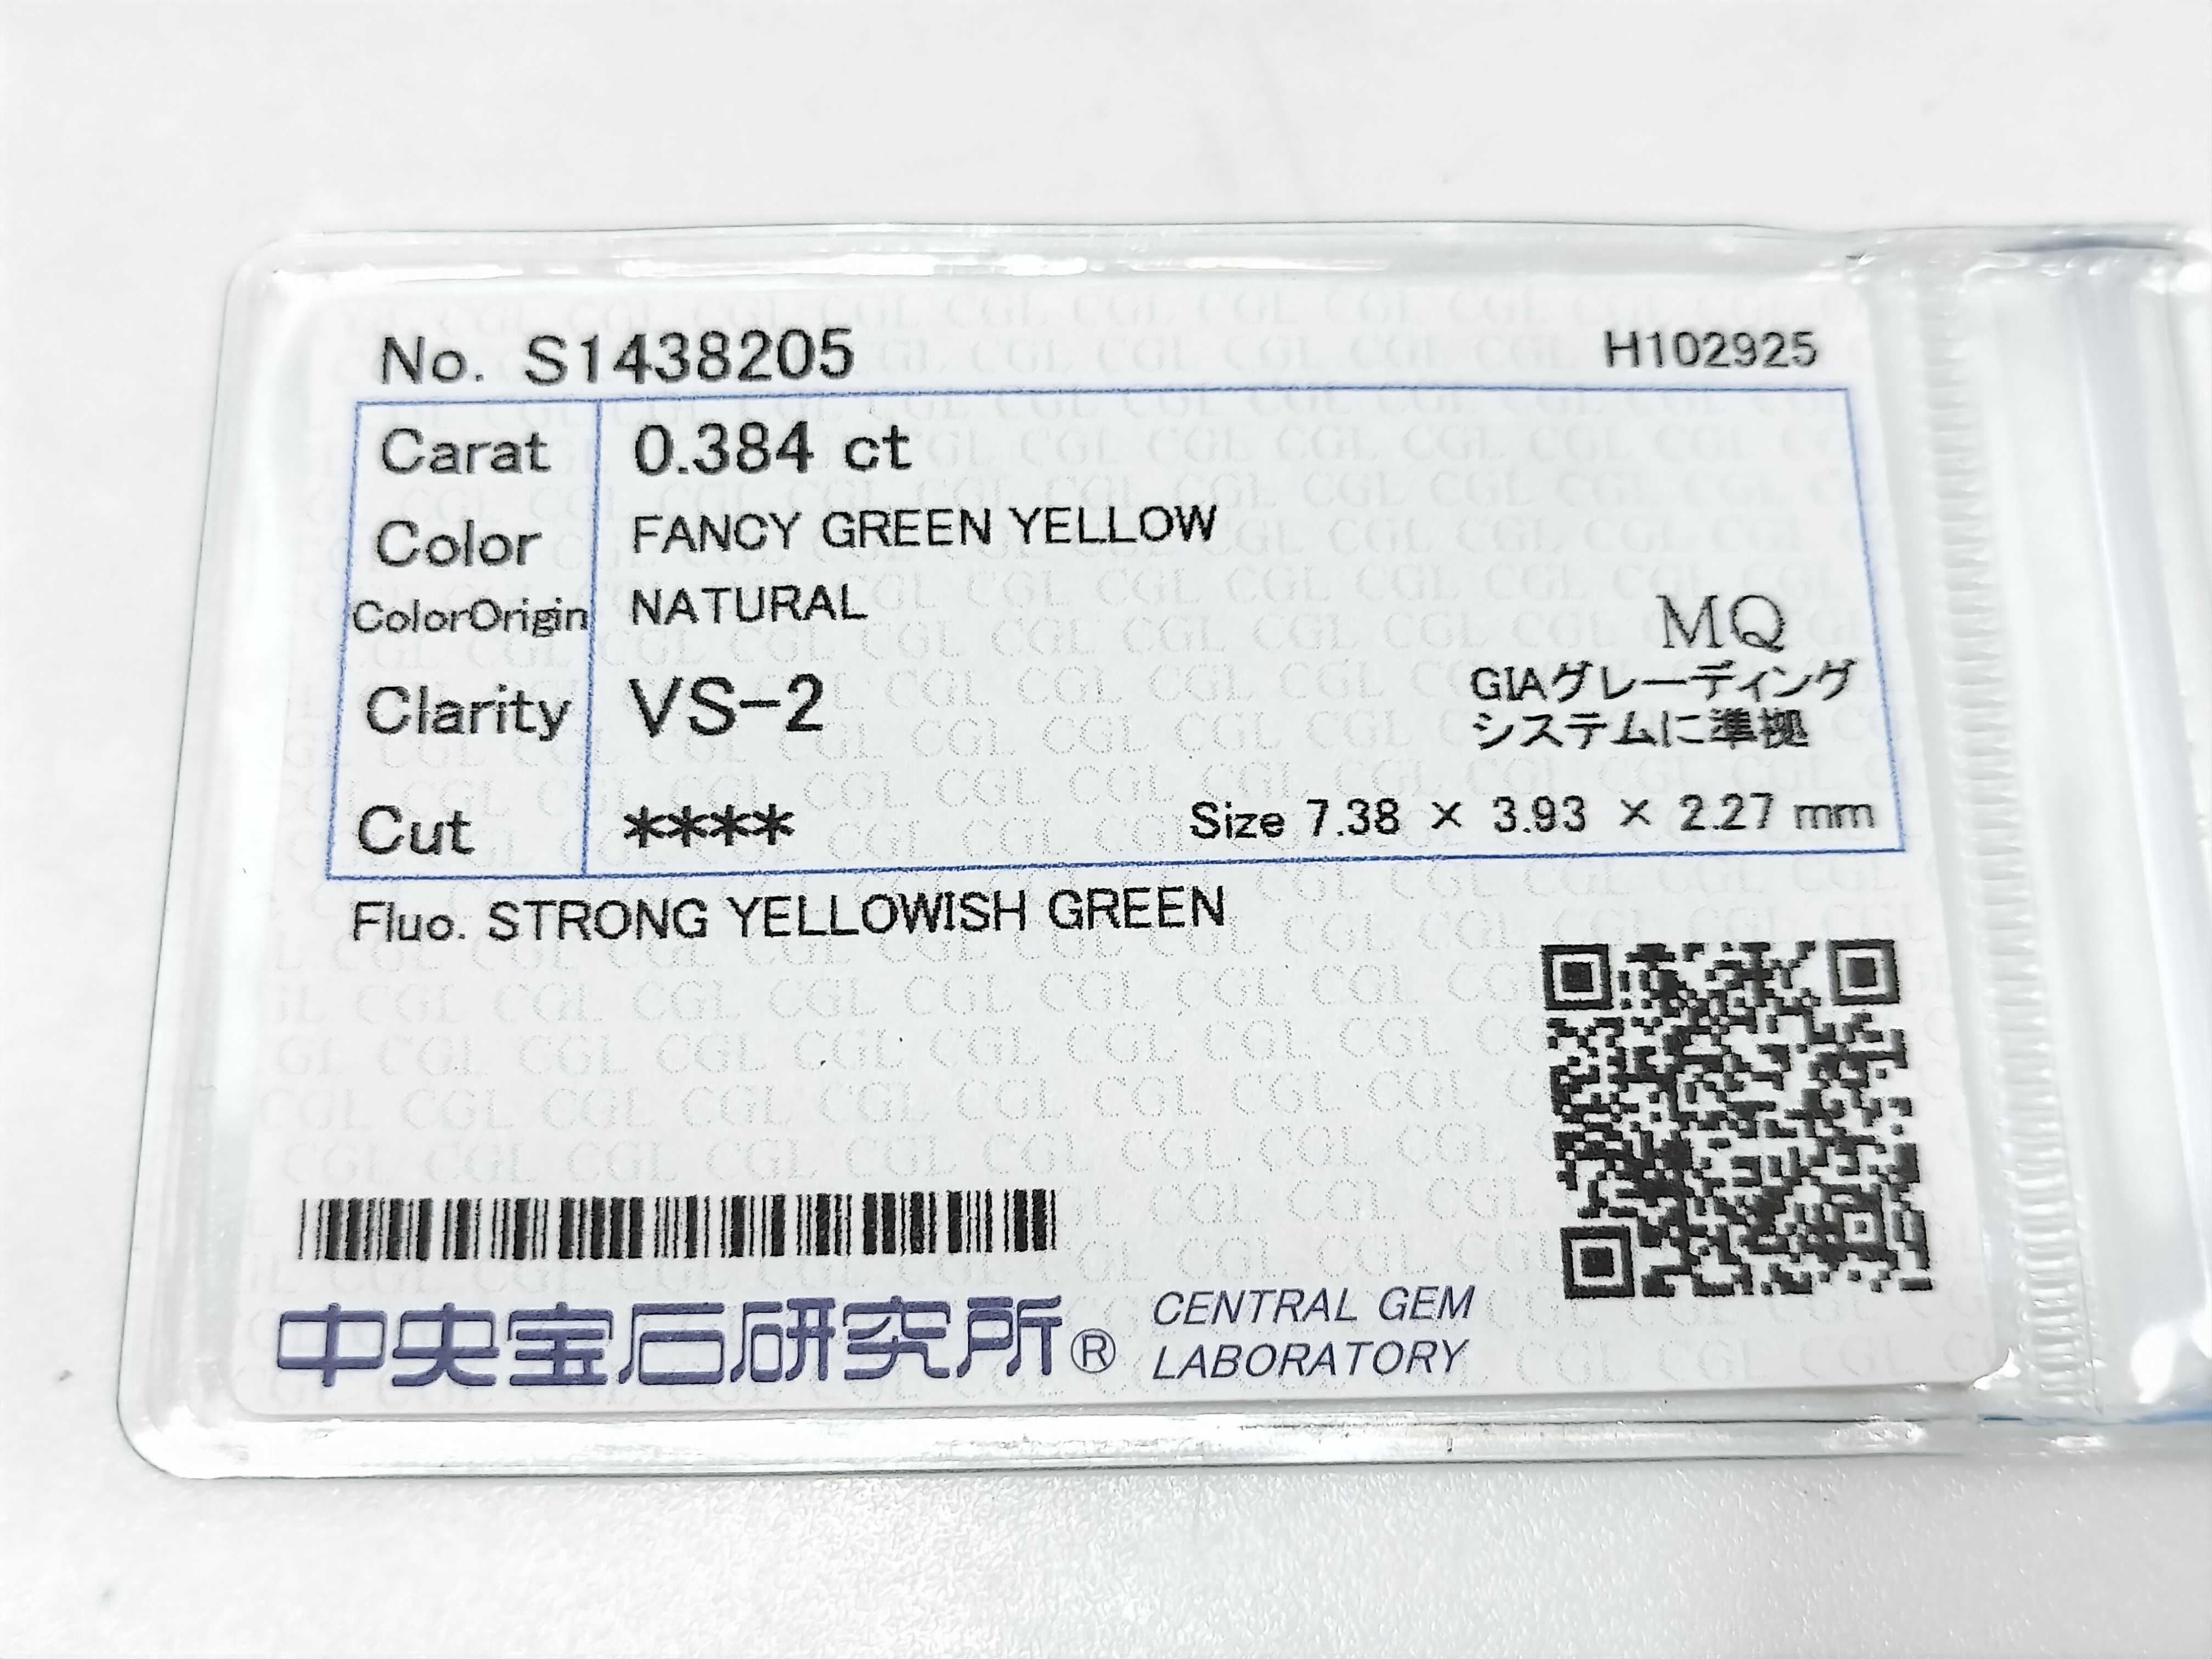 No. S1438205 H102925
Carat 0.384 ct
Color FANCY GREEN YELLOW
ColorOrigin NATURAL
MQ
GIAグレーディング
システムに準拠
Clarity VS-2
Cut **** Size 7.38 × 3.93 × 2.27 mm
Fluo. STRONG YELLOWISH GREEN
中央宝石研究所® CENTRAL GEM
LABORATORY